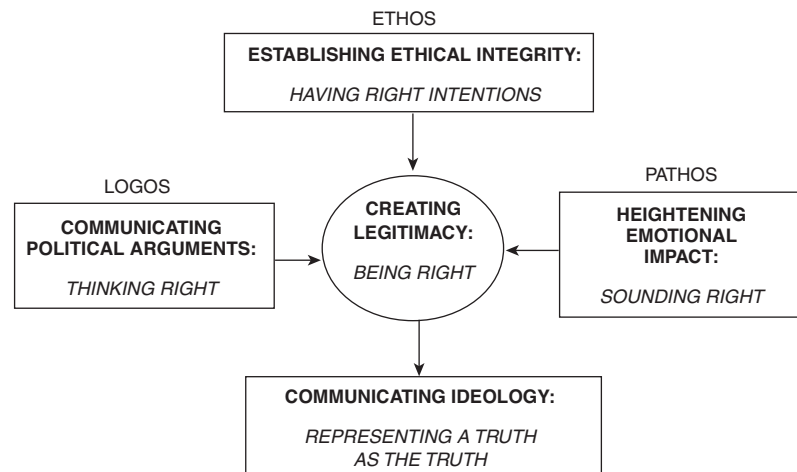 ETHOS
ESTABLISHING ETHICAL INTEGRITY:
HAVING RIGHT INTENTIONS
LOGOS
COMMUNICATING
POLITICAL ARGUMENTS:
THINKING RIGHT
CREATING
LEGITIMACY:
BEING RIGHT
PATHOS
HEIGHTENING
EMOTIONAL
IMPACT:
SOUNDING RIGHT
COMMUNICATING IDEOLOGY:
REPRESENTING A TRUTH
AS THE TRUTH